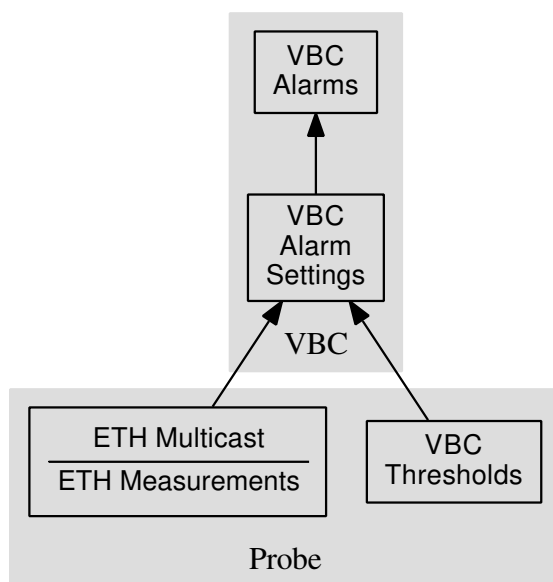 VBC
Alarms
VBC
Alarm
Settings
VBC
ETH Multicast
ETH Measurements
VBC
Thresholds
Probe